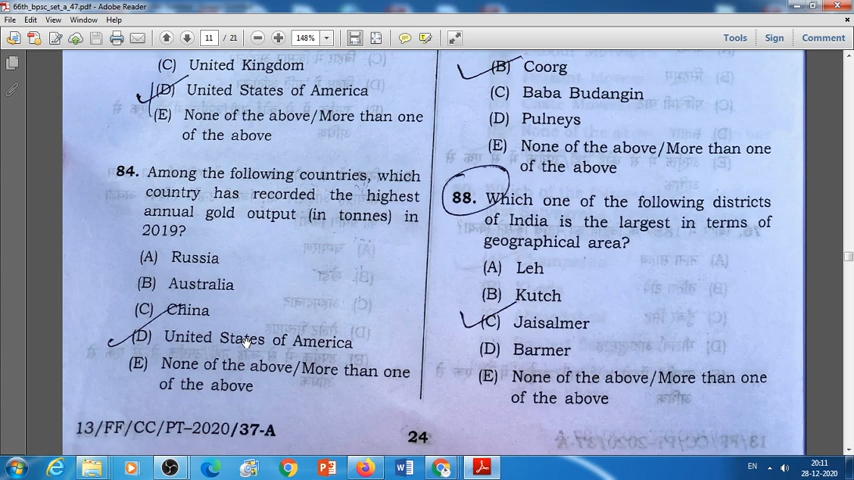 66th_bpsc_set_a_47.pdf - Adobe Reader
File Edit View Window Help
11 / 21
148%
Tools
Sign
Comment
(C) United Kingdom
(D) United States of America
(E) None of the above/More than one
of the above
84. Among the following countries, which
country has recorded the highest
annual gold output (in tonnes) in
2019?
(A) Russia
(B) Australia
(C) China
(D) United States of America
(E) None of the above/More than one
of the above
13/FF/CC/PT-2020/37-A
24
(B) Coorg
(C) Baba Budangin
(D) Pulneys
(E) None of the above/More than one
of the above
88. Which one of the following districts
of India is the largest in terms of
geographical area?
(A) Leh
(B) Kutch
(C) Jaisalmer
(D) Barmer
(E) None of the above/More than one
of the above
EN
20:11
28-12-2020